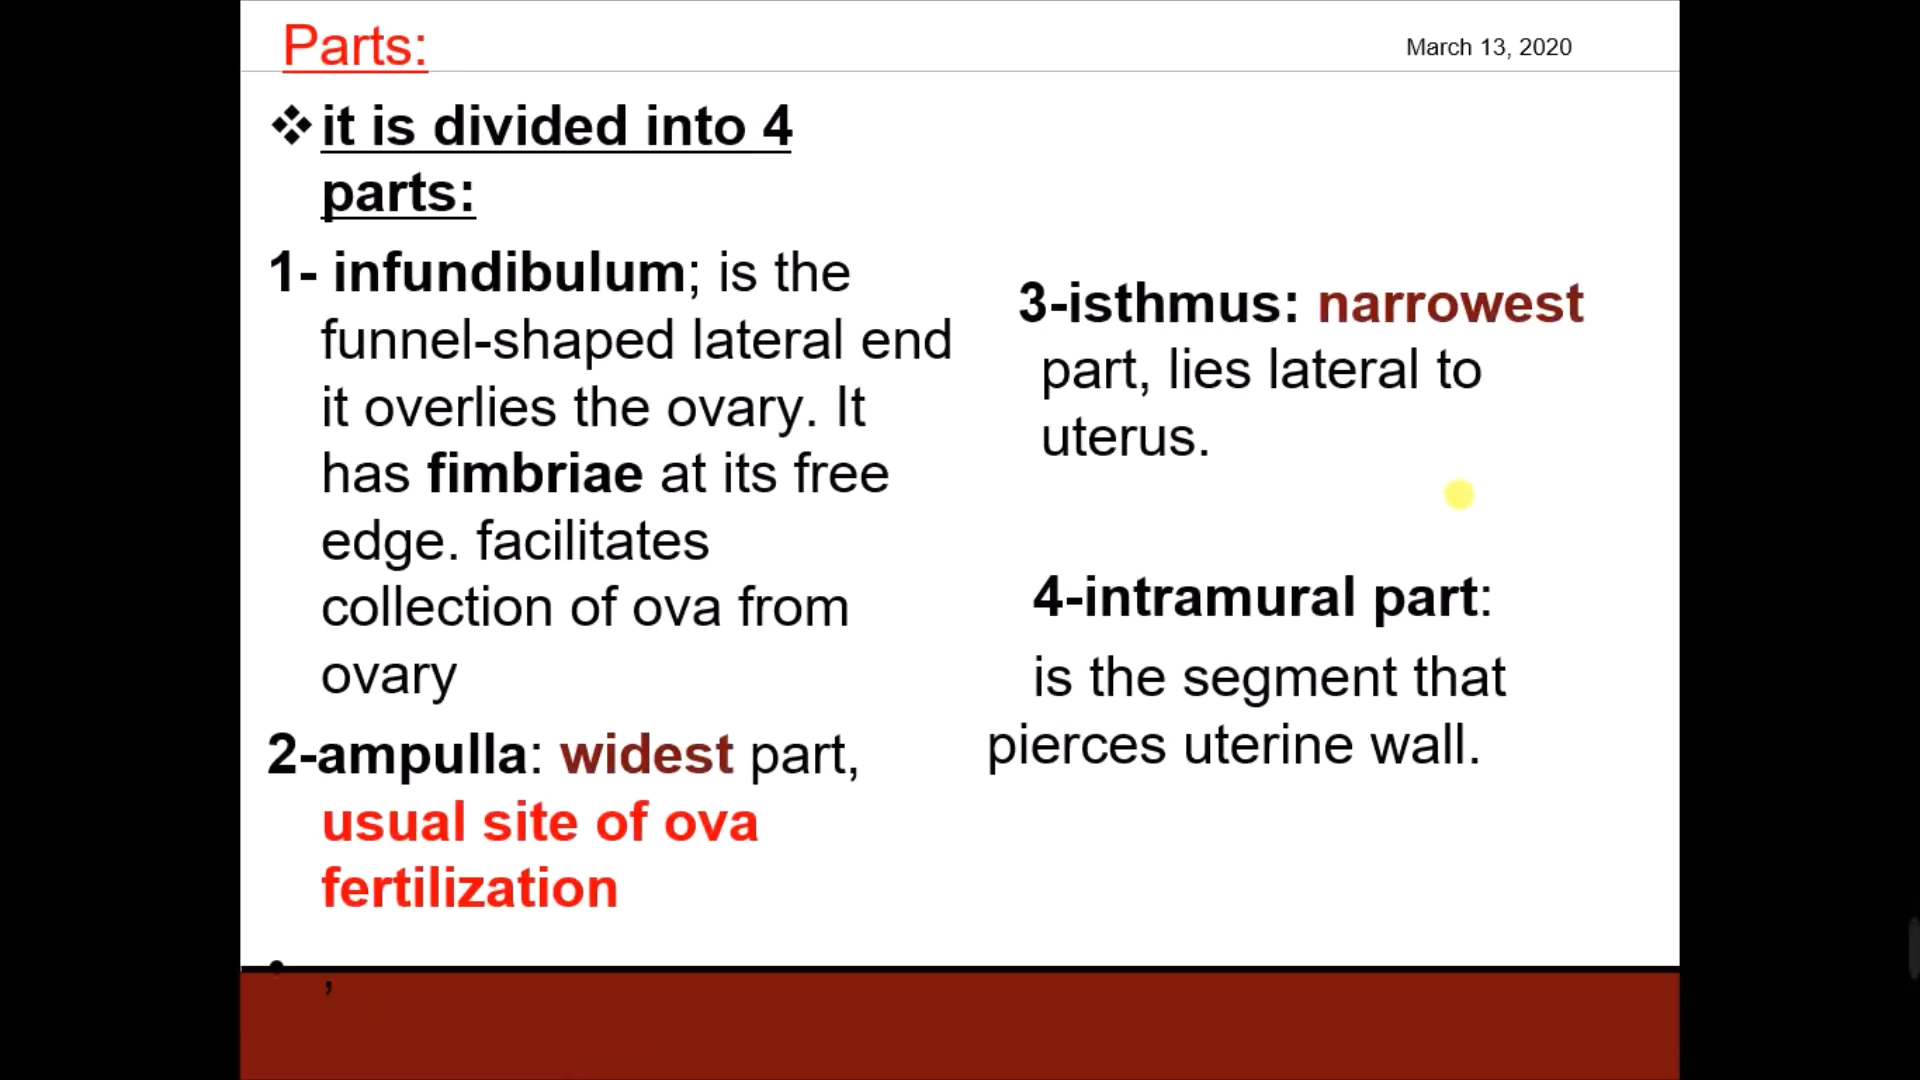 Parts:
March 13, 2020
❖it is divided into 4
parts:
1- infundibulum; is the
funnel-shaped lateral end
it overlies the ovary. It
has fimbriae at its free
edge. facilitates
collection of ova from
ovary
2-ampulla: widest part,
usual site of ova
fertilization
• ,
3-isthmus: narrowest
part, lies lateral to
uterus.
4-intramural part:
is the segment that
pierces uterine wall.